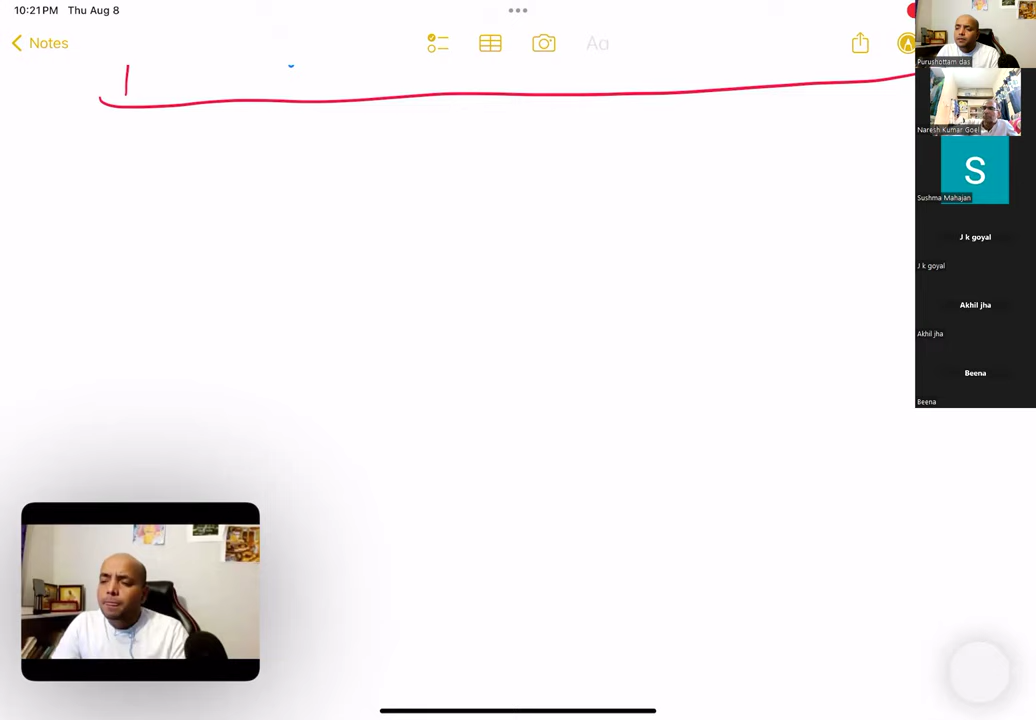 10:21 PM Thu Aug 8
Notes
Aa
Purushottam das
Naresh Kumar Goel
S
Sushma Mahajan
J k goyal
J k goyal
Akhil jha
Akhil jha
Beena
Beena